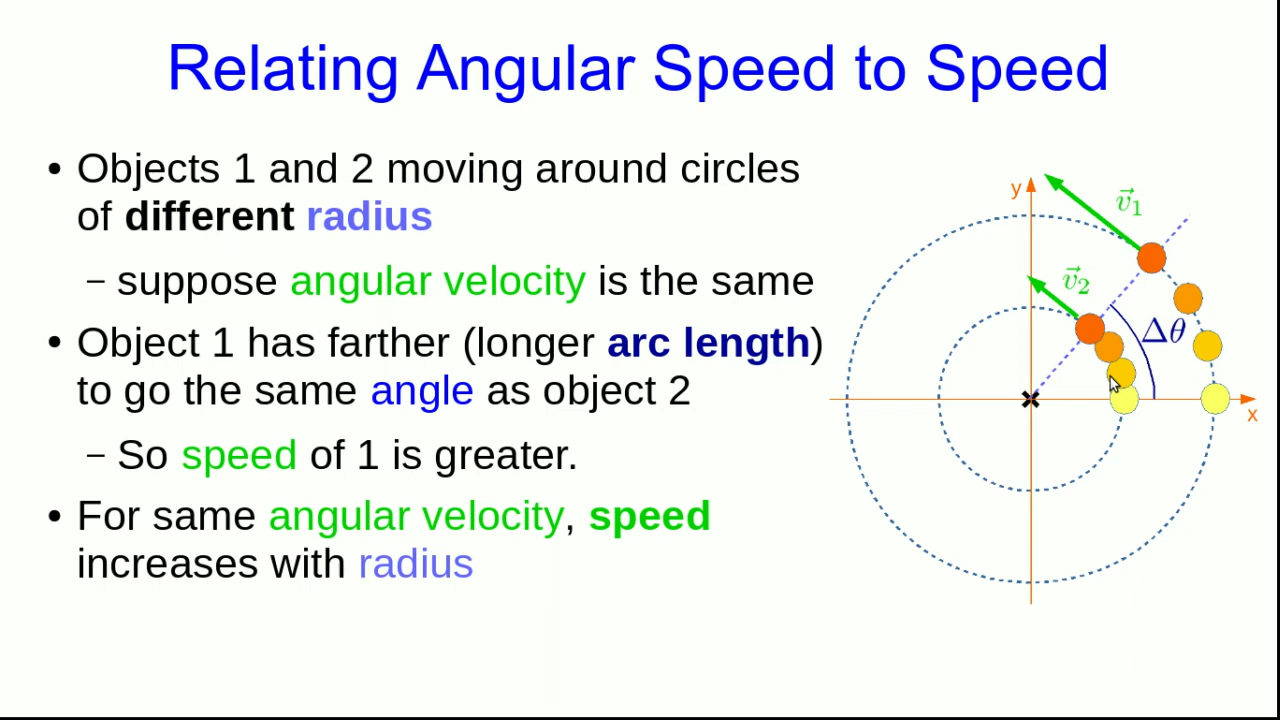 Relating Angular Speed to Speed
• Objects 1 and 2 moving around circles
of different radius
– suppose angular velocity is the same
• Object 1 has farther (longer arc length)
to go the same angle as object 2
– So speed of 1 is greater.
• For same angular velocity, speed
increases with radius
y
v⃗₁
v⃗₂
Δθ
x